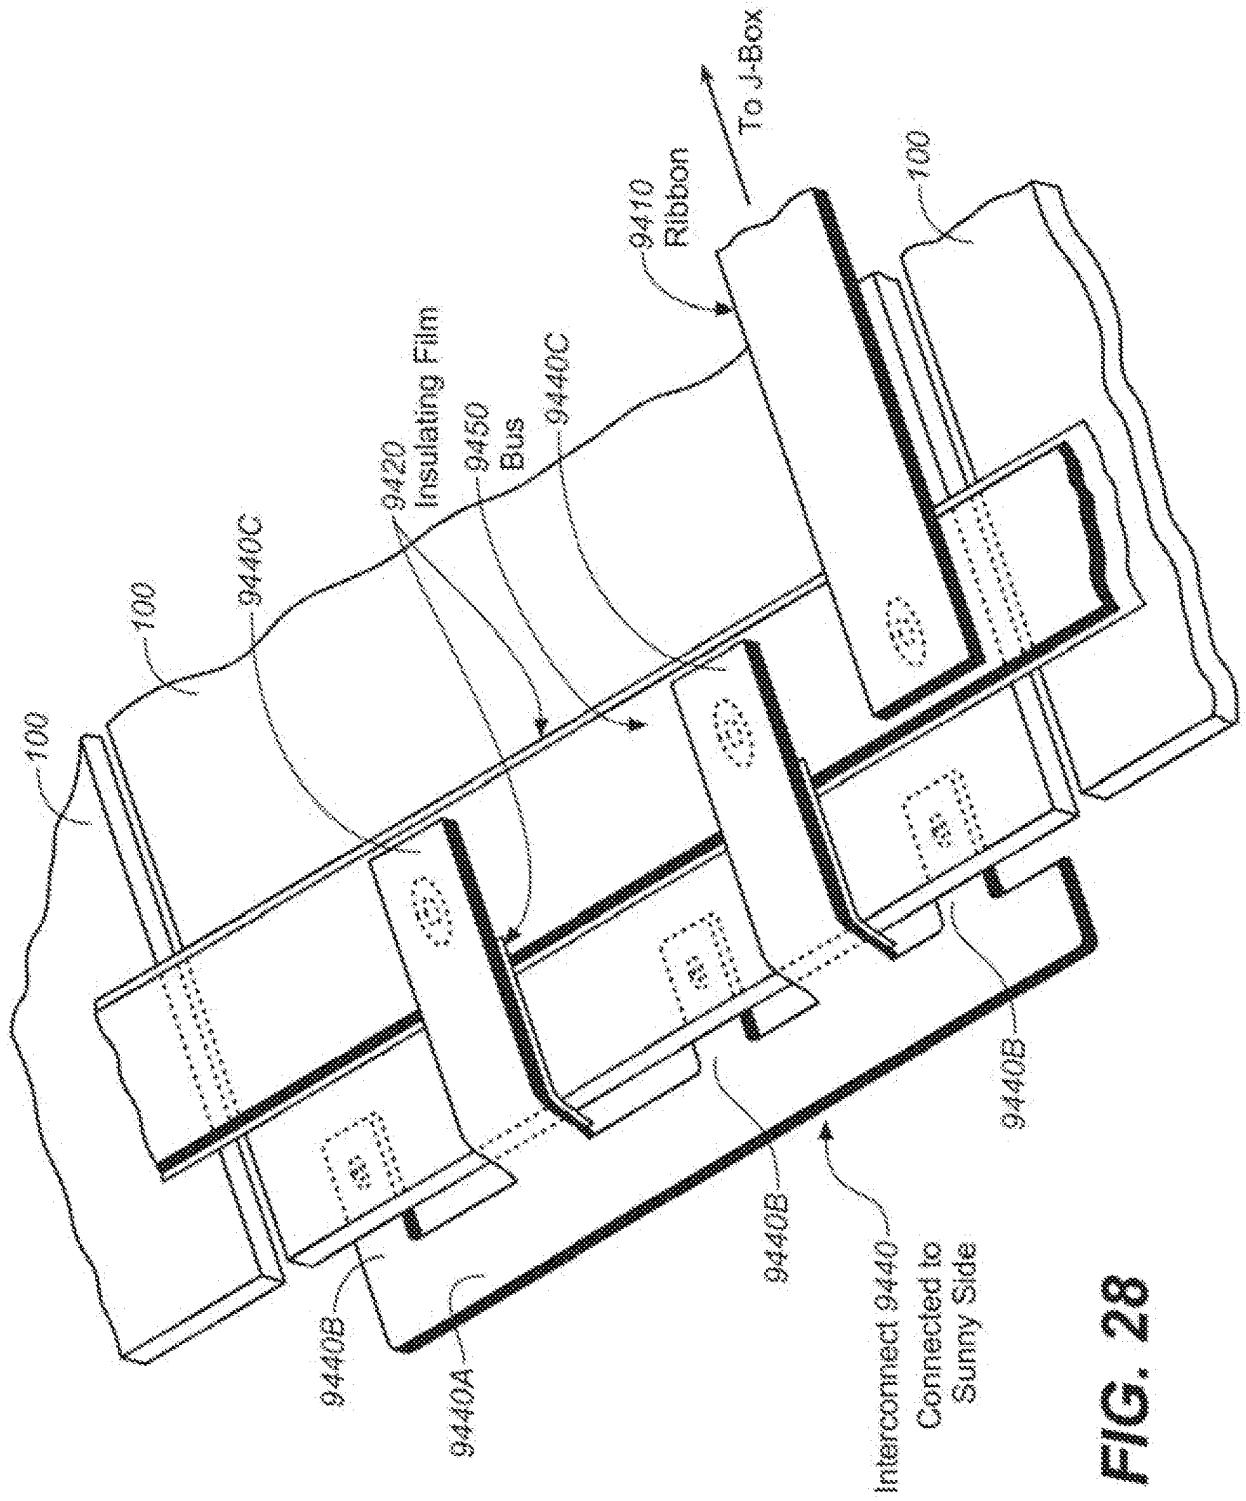 100
100
9440C
9420
Insulating Film
9450
Bus
9440C
9410
Ribbon
To J-Box
100
9440B
9440A
9440B
9440B
Interconnect 9440
Connected to
Sunny Side
FIG. 28